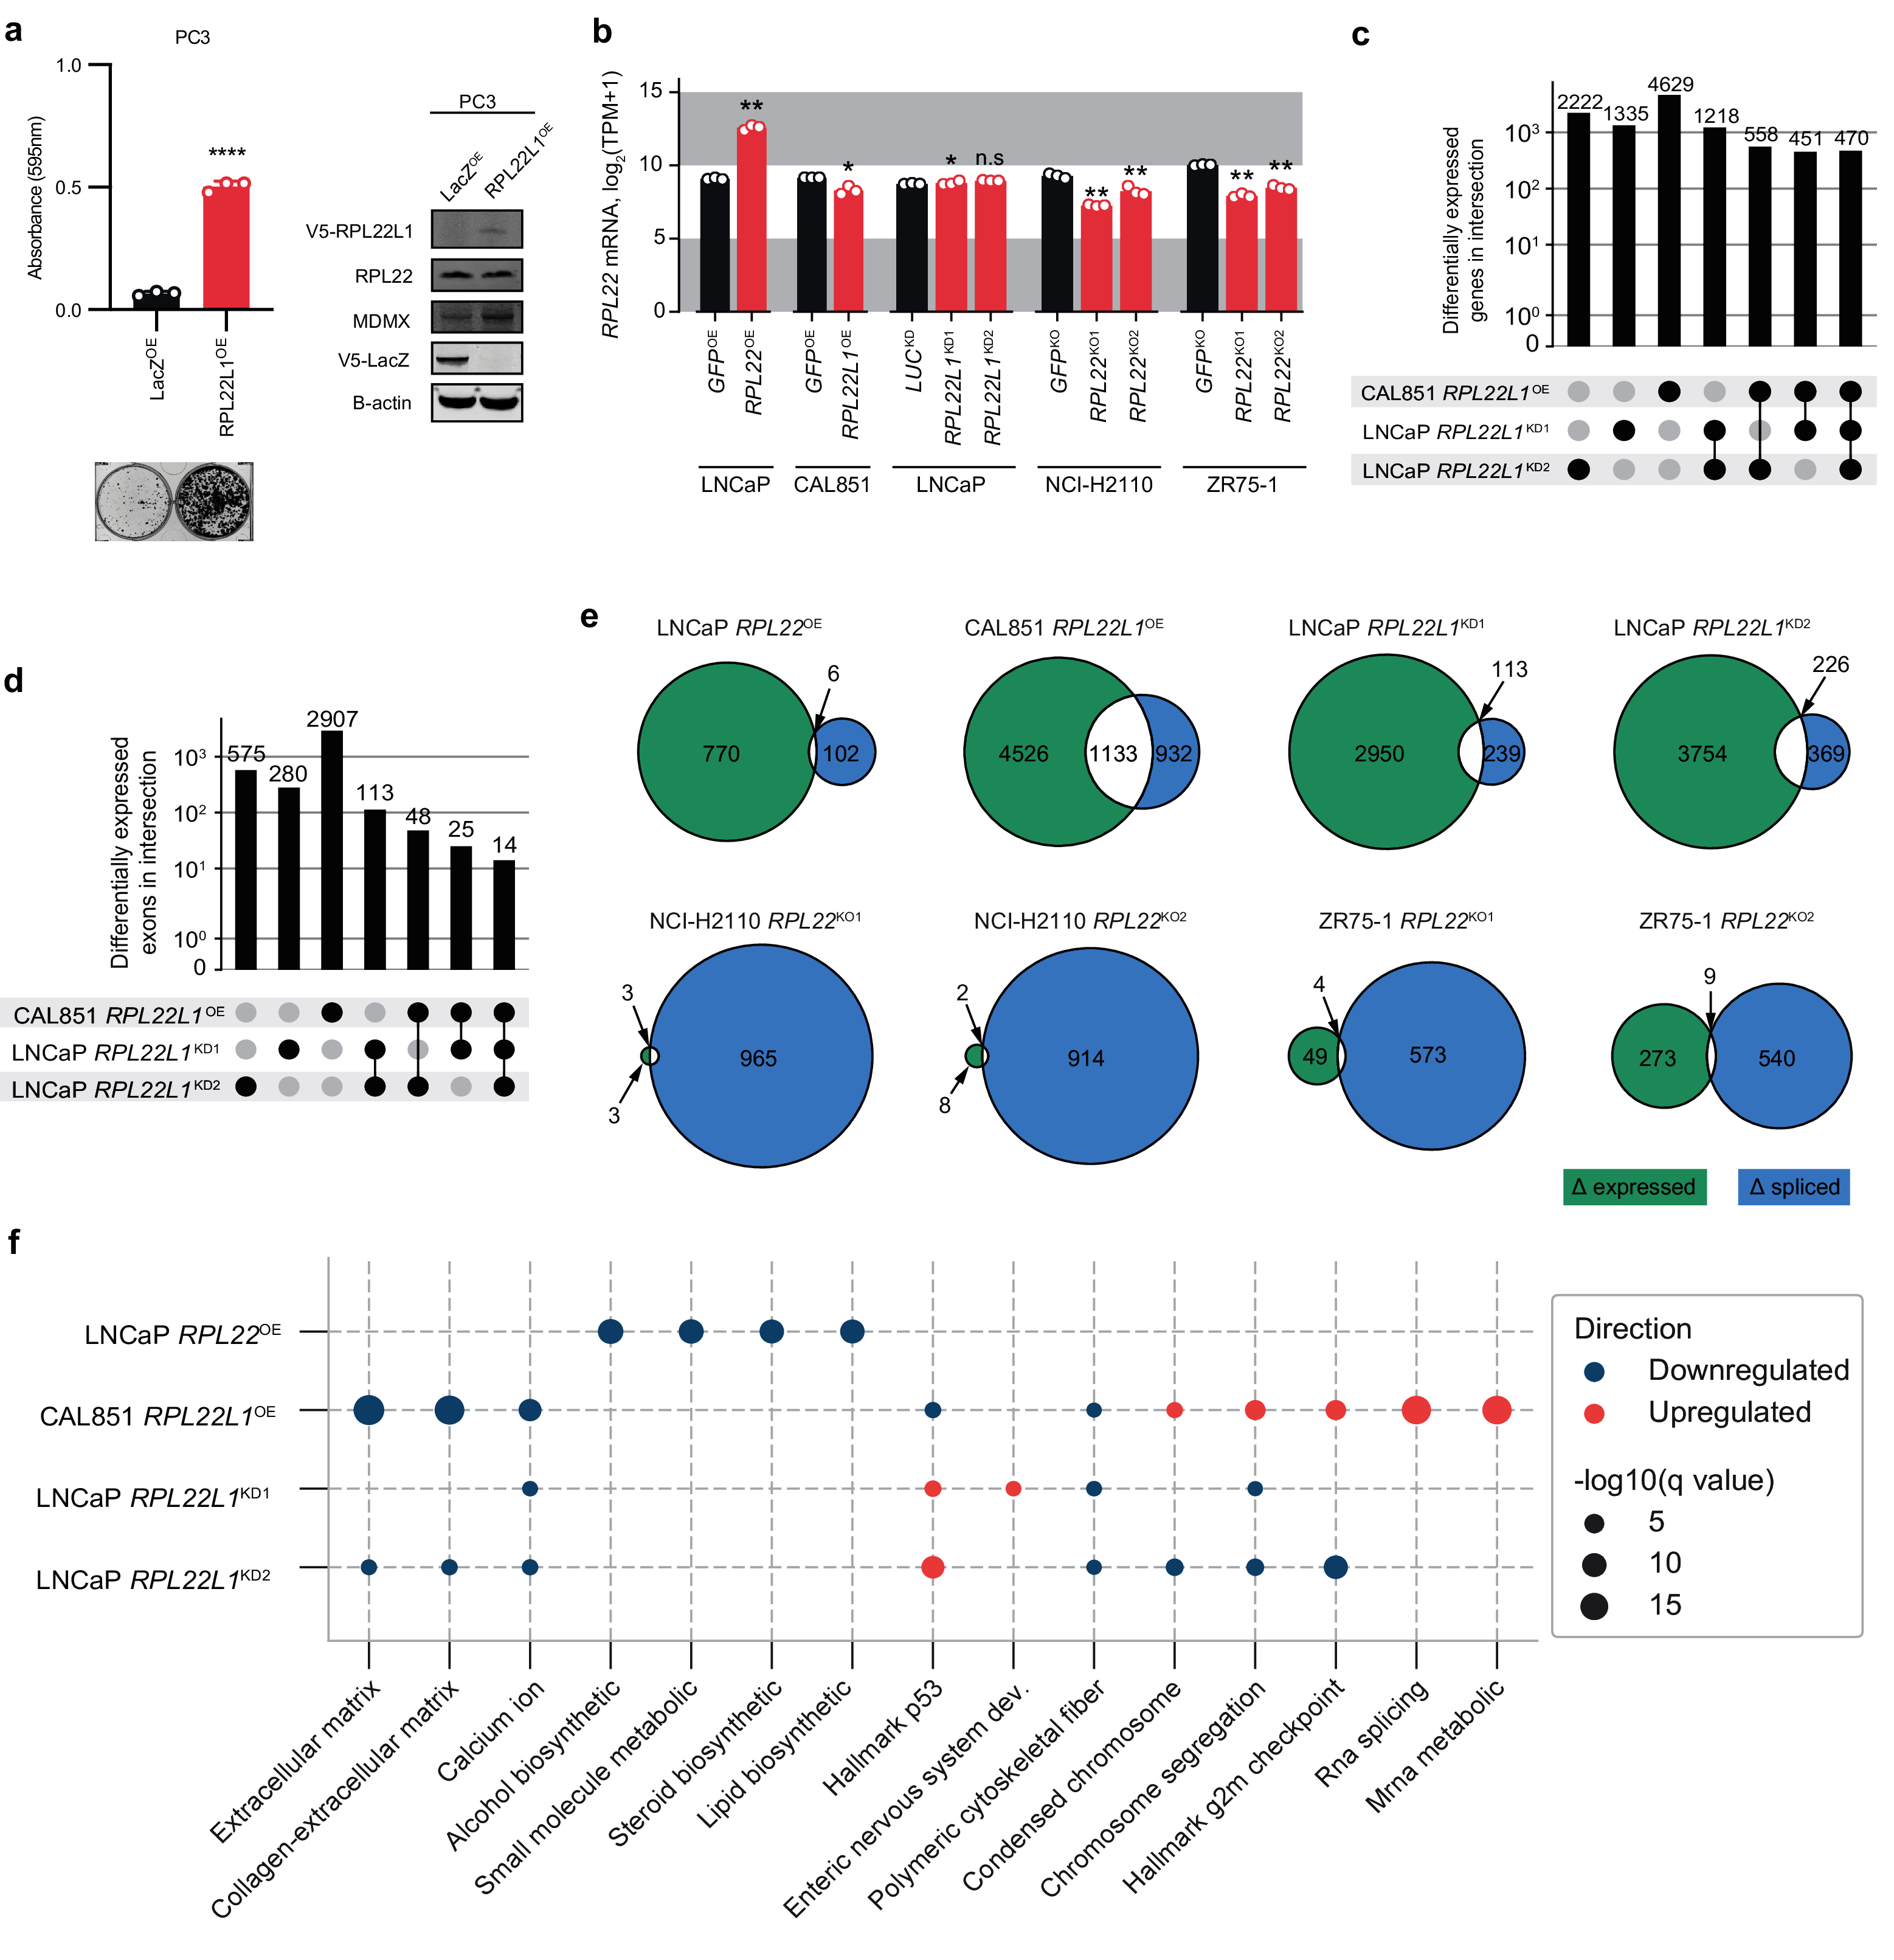 a
PC3
1.0
0.5
0.0
Absorbance (595nm)
****
LacZOE
RPL22L1OE
PC3
LacZOE
RPL22L1OE
V5-RPL22L1
RPL22
MDMX
V5-LacZ
B-actin
b
RPL22 mRNA, log2(TPM+1)
15
10
5
0
** * * n.s ** ** ** **
GFPOE
RPL22OE
GFPOE
RPL22L1OE
LUCKD
RPL22L1KD1
RPL22L1KD2
GFPKO
RPL22KO1
RPL22KO2
GFPKO
RPL22KO1
RPL22KO2
LNCaP CAL851 LNCaP NCI-H2110 ZR75-1
c
Differentially expressed
genes in intersection
10³
10²
10¹
10⁰
0
2222 1335 4629 1218 558 451 470
CAL851 RPL22L1OE
LNCaP RPL22L1KD1
LNCaP RPL22L1KD2
d
Differentially expressed
exons in intersection
10³
10²
10¹
10⁰
0
575 280 2907 113 48 25 14
CAL851 RPL22L1OE
LNCaP RPL22L1KD1
LNCaP RPL22L1KD2
e
LNCaP RPL22OE
770 6 102
CAL851 RPL22L1OE
4526 1133 932
LNCaP RPL22L1KD1
2950 113 239
LNCaP RPL22L1KD2
3754 226 369
NCI-H2110 RPL22KO1
3 3 965
NCI-H2110 RPL22KO2
2 8 914
ZR75-1 RPL22KO1
49 4 573
ZR75-1 RPL22KO2
273 9 540
Δ expressed Δ spliced
f
LNCaP RPL22OE
CAL851 RPL22L1OE
LNCaP RPL22L1KD1
LNCaP RPL22L1KD2
Extracellular matrix
Collagen-extracellular matrix
Calcium ion
Alcohol biosynthetic
Small molecule metabolic
Steroid biosynthetic
Lipid biosynthetic
Hallmark p53
Enteric nervous system dev.
Polymeric cytoskeletal fiber
Condensed chromosome
Chromosome segregation
Hallmark g2m checkpoint
Rna splicing
Mrna metabolic
Direction
Downregulated
Upregulated
-log10(q value)
5
10
15